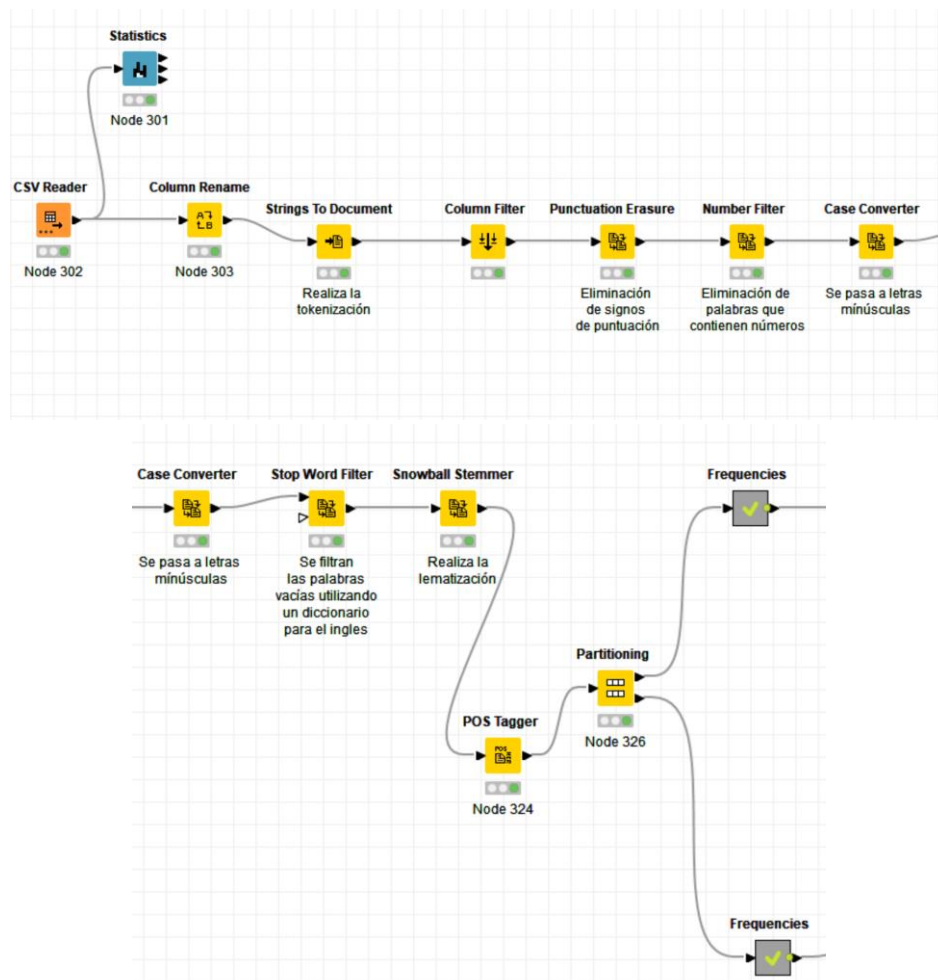 Statistics
Node 301
CSV Reader
Node 302
Column Rename
Node 303
Strings To Document
Realiza la
tokenización
Column Filter
Punctuation Erasure
Eliminación
de signos
de puntuación
Number Filter
Eliminación de
palabras que
contienen números
Case Converter
Se pasa a letras
mínúsculas
Case Converter
Se pasa a letras
mínúsculas
Stop Word Filter
Se filtran
las palabras
vacías utilizando
un diccionario
para el ingles
Snowball Stemmer
Realiza la
lematización
POS Tagger
Node 324
Partitioning
Node 326
Frequencies
Frequencies